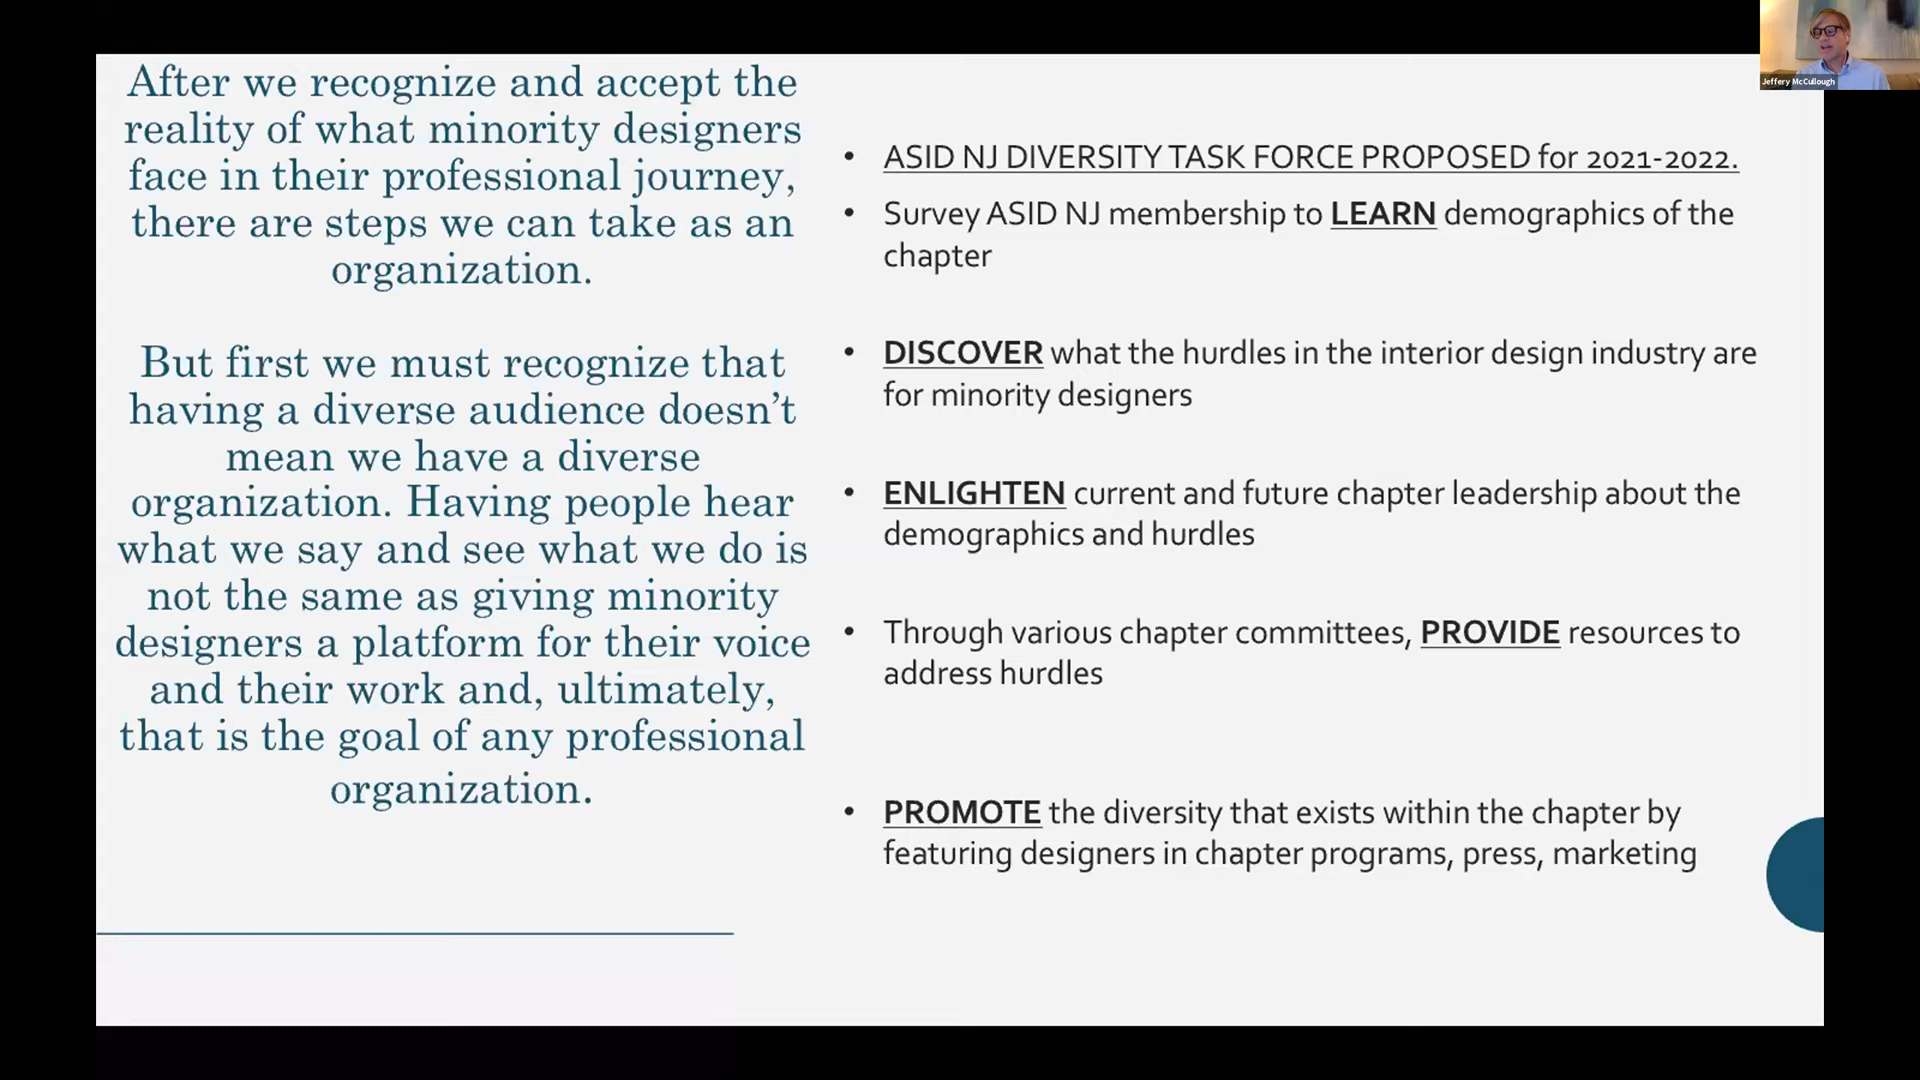 After we recognize and accept the
reality of what minority designers
face in their professional journey,
there are steps we can take as an
organization.
But first we must recognize that
having a diverse audience doesn’t
mean we have a diverse
organization. Having people hear
what we say and see what we do is
not the same as giving minority
designers a platform for their voice
and their work and, ultimately,
that is the goal of any professional
organization.
• ASID NJ DIVERSITY TASK FORCE PROPOSED for 2021-2022.
• Survey ASID NJ membership to LEARN demographics of the
chapter
• DISCOVER what the hurdles in the interior design industry are
for minority designers
• ENLIGHTEN current and future chapter leadership about the
demographics and hurdles
• Through various chapter committees, PROVIDE resources to
address hurdles
• PROMOTE the diversity that exists within the chapter by
featuring designers in chapter programs, press, marketing
Jeffery McCullough